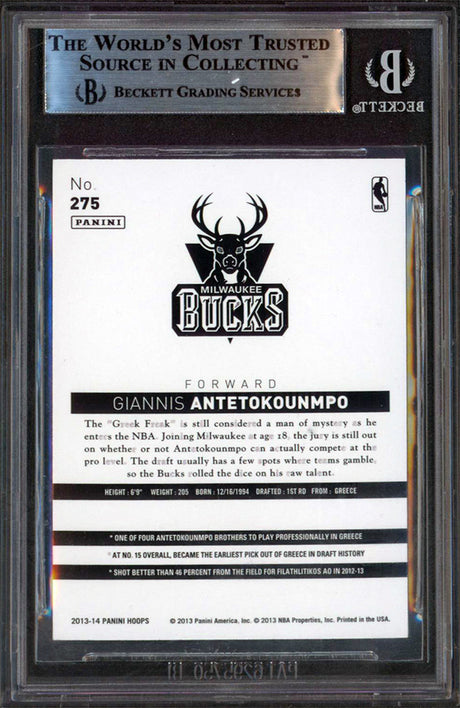 THE WORLD'S MOST TRUSTED
SOURCE IN COLLECTING™
BECKETT GRADING SERVICES
BECKETT®
No.
275
PANINI
NBA
MILWAUKEE
BUCKS
FORWARD
GIANNIS ANTETOKOUNMPO
The "Greek Freak" is still considered a man of mystery as he
enters the NBA. Joining Milwaukee at age 18, the jury is still out
on whether or not Antetokounmpo can actually compete at the
pro level. The draft usually has a few spots where teams gamble,
so the Bucks rolled the dice on his raw talent.
HEIGHT: 6'9" WEIGHT: 205 BORN: 12/16/1994 DRAFTED: 1ST RD FROM: GREECE
* ONE OF FOUR ANTETOKOUNMPO BROTHERS TO PLAY PROFESSIONALLY IN GREECE
* AT NO. 15 OVERALL, BECAME THE EARLIEST PICK OUT OF GREECE IN DRAFT HISTORY
* SHOT BETTER THAN 46 PERCENT FROM THE FIELD FOR FILATHLITIKOS AO IN 2012-13
2013-14 PANINI HOOPS © 2013 Panini America, Inc. © 2013 NBA Properties, Inc. Printed in the USA.